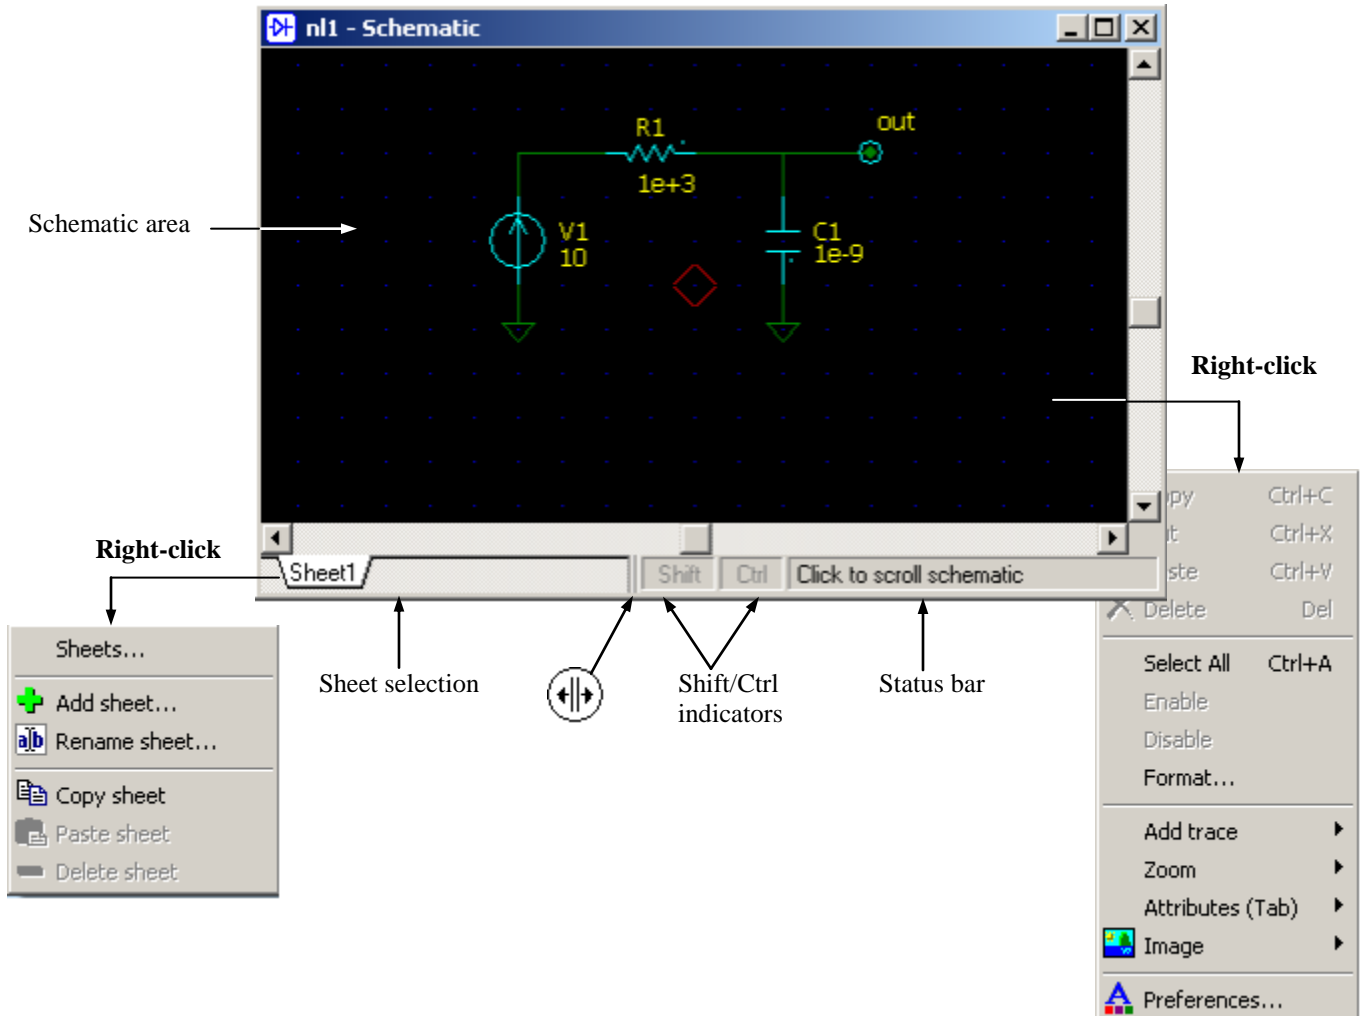 nl1 - Schematic
R1
1e+3
out
V1
10
C1
1e-9
Schematic area
Right-click
Right-click
Sheet1
Shift
Ctrl
Click to scroll schematic
Sheet selection
Shift/Ctrl
indicators
Status bar
Sheets...
Add sheet...
a b
Rename sheet...
Copy sheet
Paste sheet
Delete sheet
py Ctrl+C
t Ctrl+X
ste Ctrl+V
Delete Del
Select All Ctrl+A
Enable
Disable
Format...
Add trace
Zoom
Attributes (Tab)
Image
A Preferences...